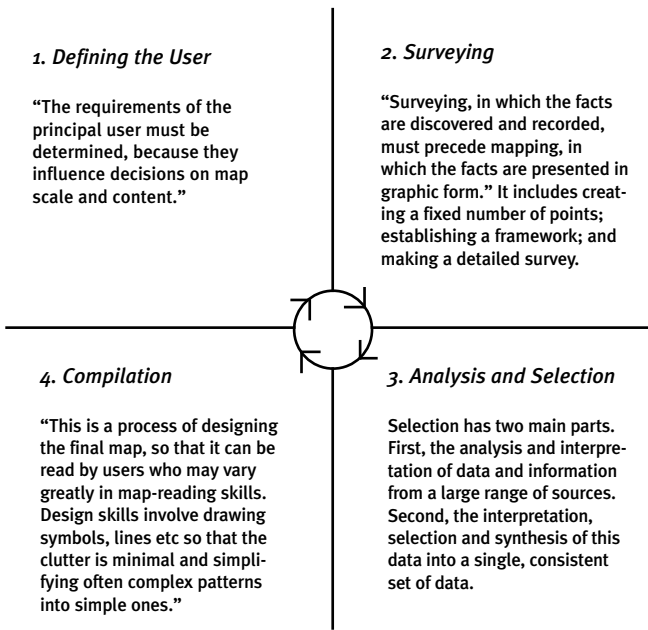 1. Defining the User
“The requirements of the
principal user must be
determined, because they
influence decisions on map
scale and content.”
2. Surveying
“Surveying, in which the facts
are discovered and recorded,
must precede mapping, in
which the facts are presented in
graphic form.” It includes creat-
ing a fixed number of points;
establishing a framework; and
making a detailed survey.
3. Analysis and Selection
Selection has two main parts.
First, the analysis and interpre-
tation of data and information
from a large range of sources.
Second, the interpretation,
selection and synthesis of this
data into a single, consistent
set of data.
4. Compilation
“This is a process of designing
the final map, so that it can be
read by users who may vary
greatly in map-reading skills.
Design skills involve drawing
symbols, lines etc so that the
clutter is minimal and simpli-
fying often complex patterns
into simple ones.”